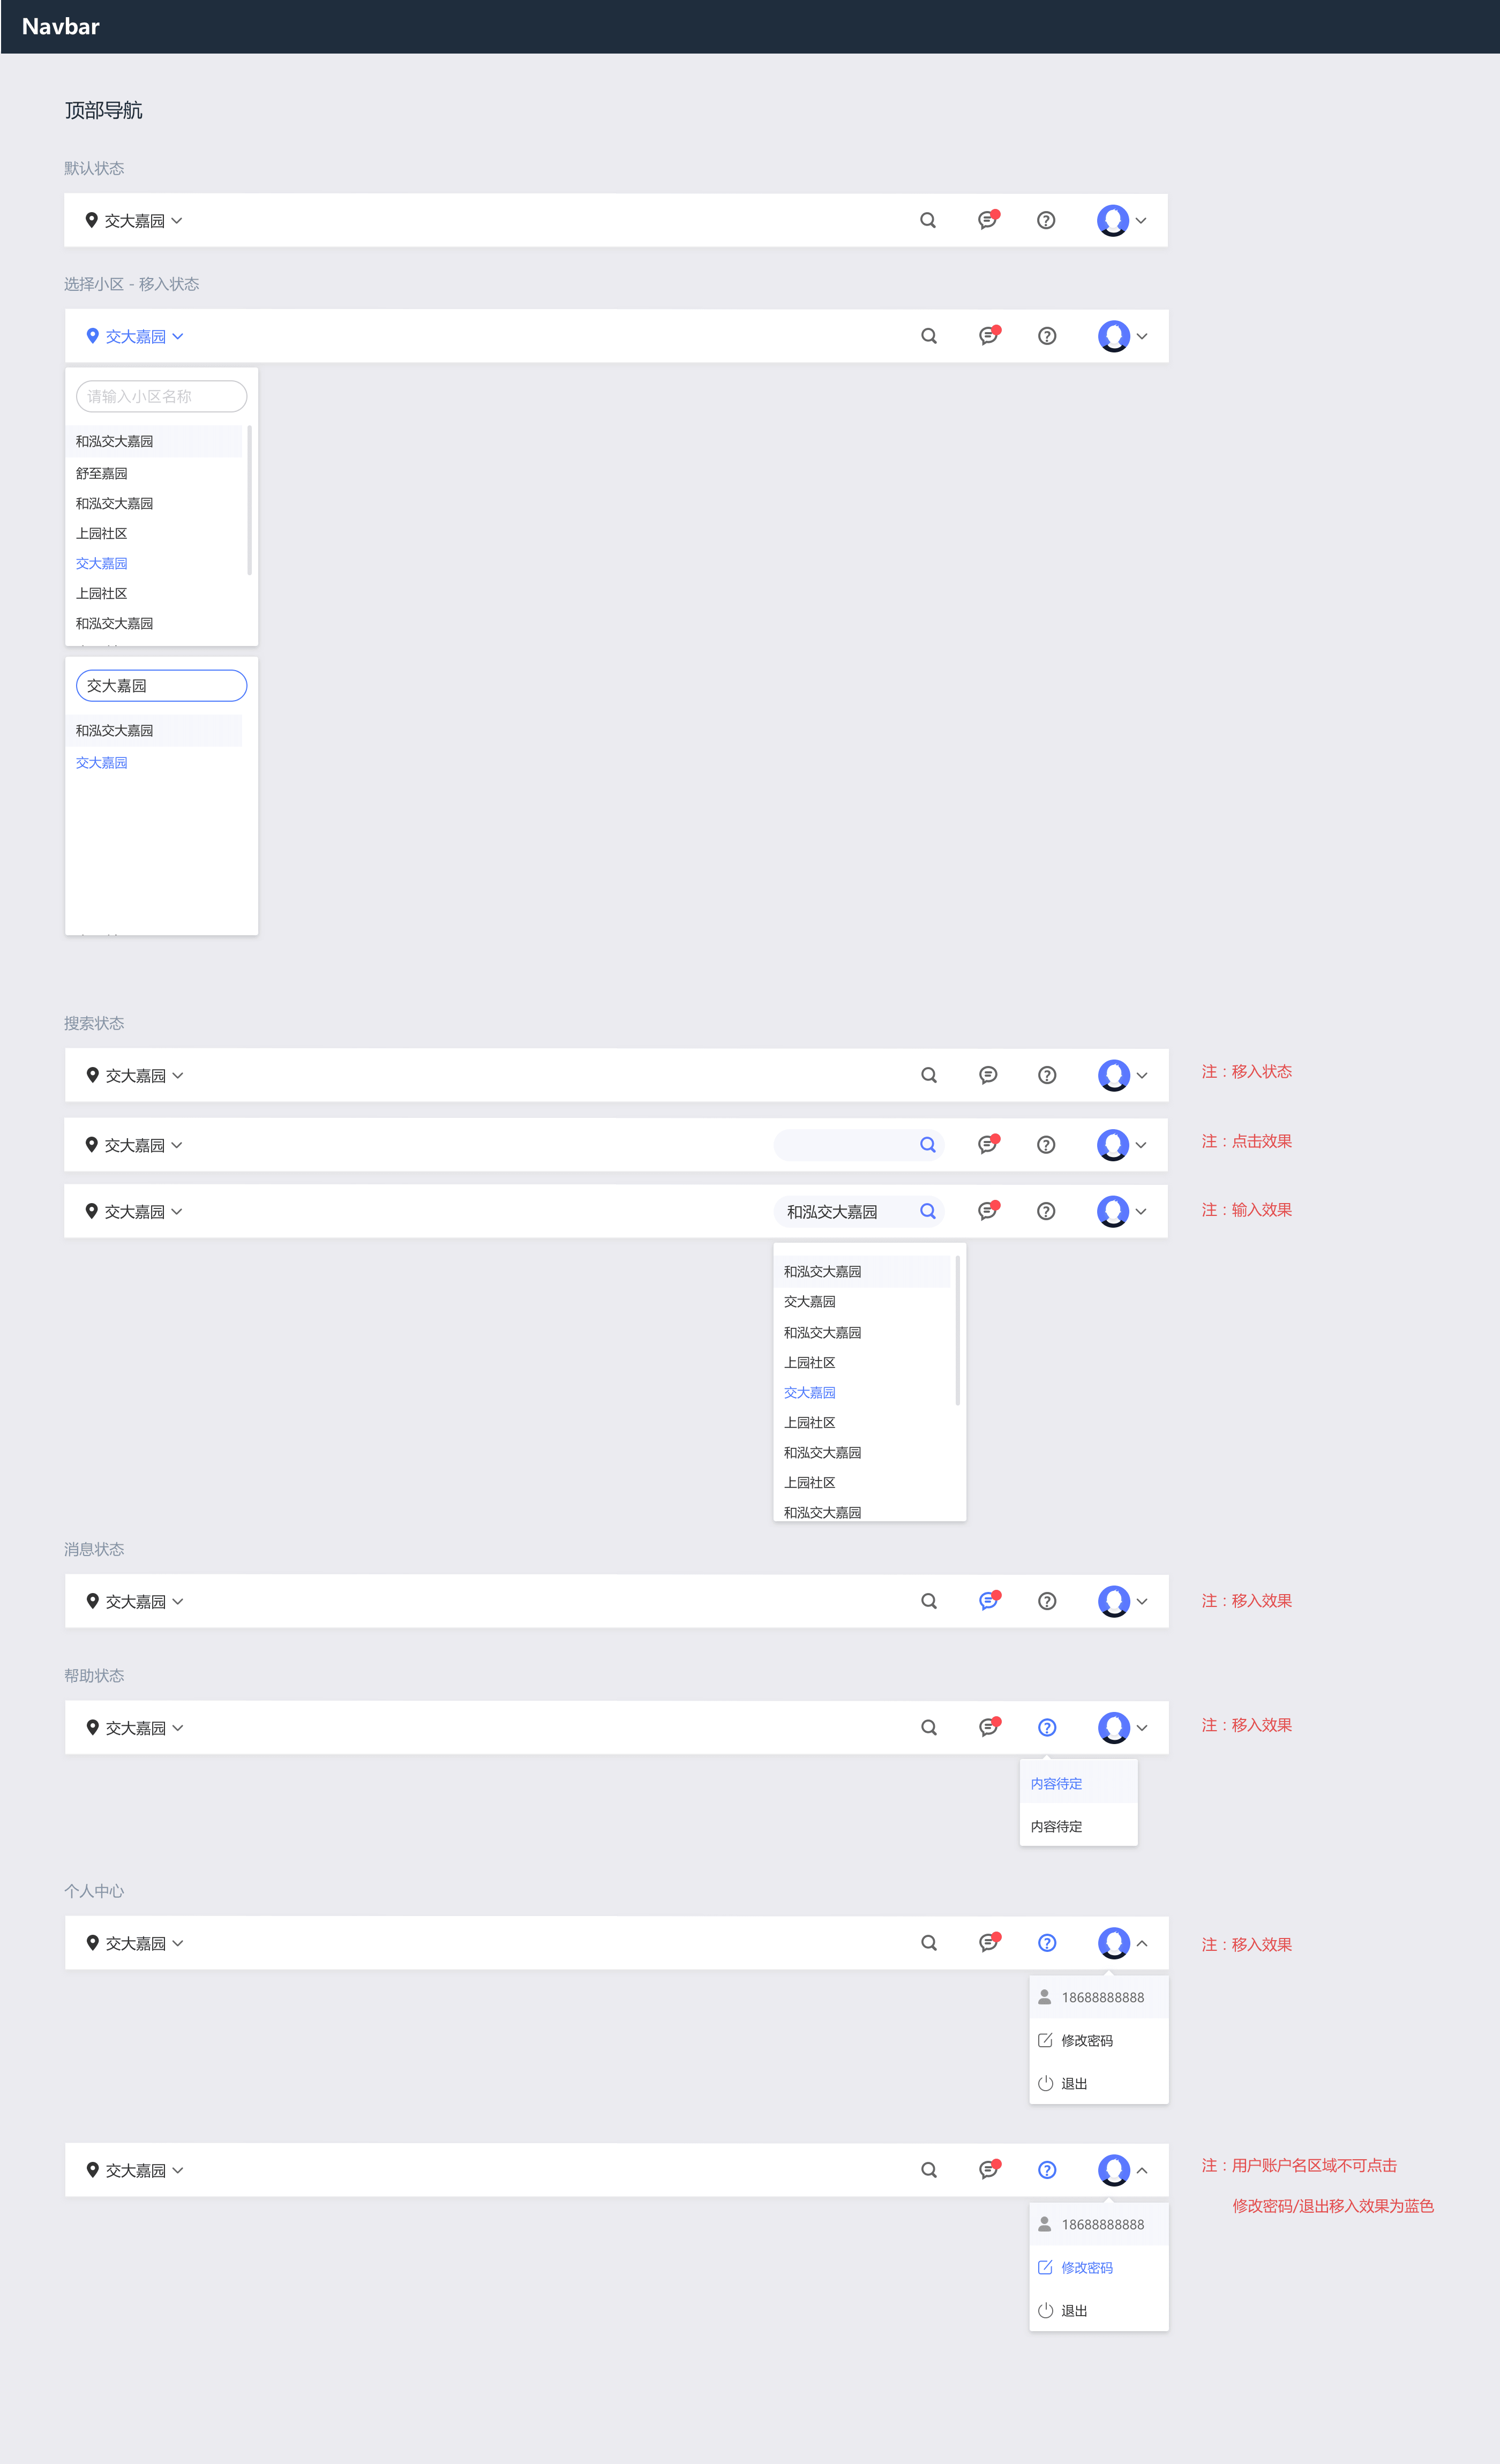 Navbar
顶部导航
默认状态
交大嘉园
选择小区 - 移入状态
交大嘉园
请输入小区名称
和泓交大嘉园
舒至嘉园
和泓交大嘉园
上园社区
交大嘉园
上园社区
和泓交大嘉园
交大嘉园
和泓交大嘉园
交大嘉园
搜索状态
交大嘉园
注：移入状态
交大嘉园
注：点击效果
交大嘉园 和泓交大嘉园
注：输入效果
和泓交大嘉园
交大嘉园
和泓交大嘉园
上园社区
交大嘉园
上园社区
和泓交大嘉园
上园社区
和泓交大嘉园
消息状态
交大嘉园
注：移入效果
帮助状态
交大嘉园
注：移入效果
内容待定
内容待定
个人中心
交大嘉园
注：移入效果
18688888888
修改密码
退出
交大嘉园
注：用户账户名区域不可点击
修改密码/退出移入效果为蓝色
18688888888
修改密码
退出